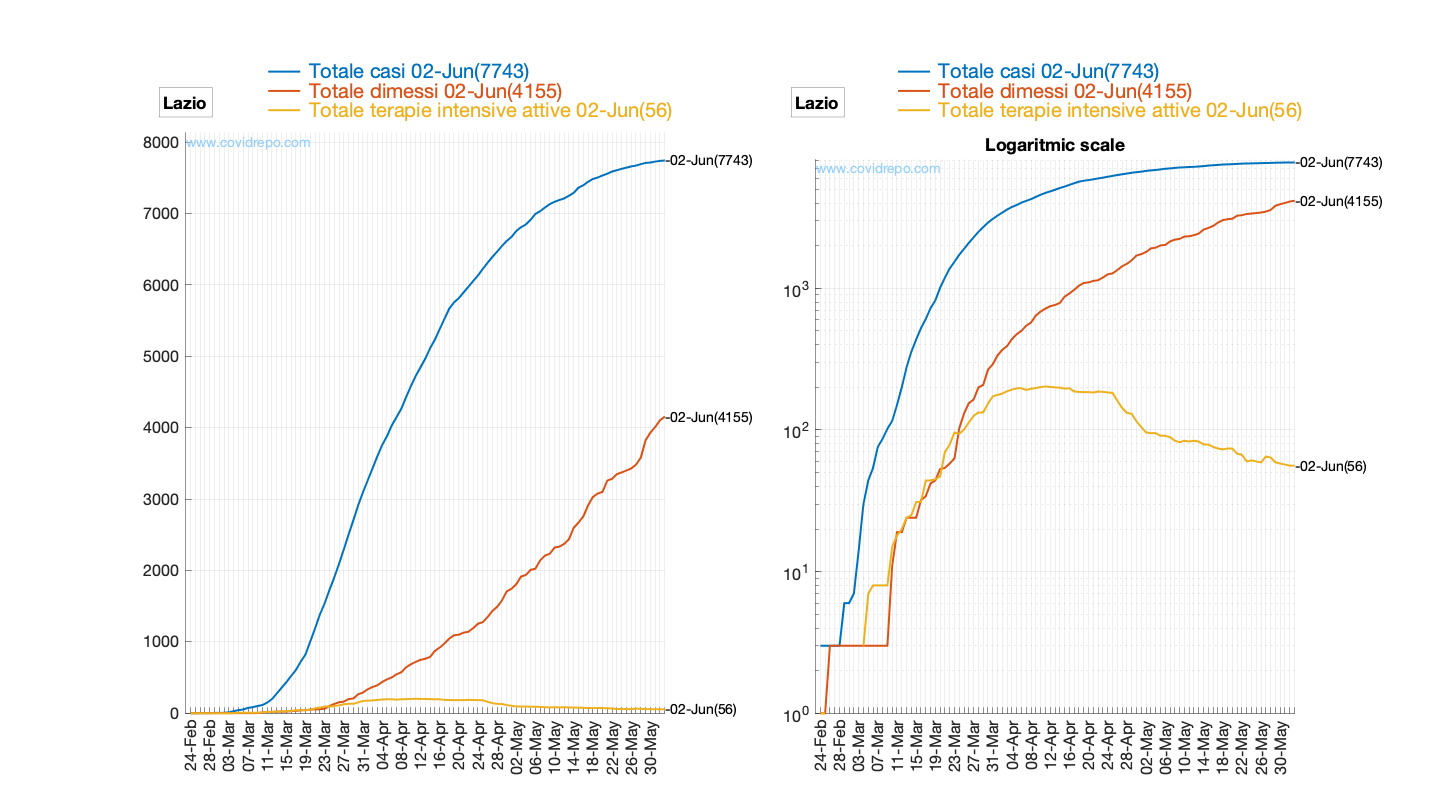 Totale casi 02-Jun(7743)
Totale dimessi 02-Jun(4155)
Totale terapie intensive attive 02-Jun(56)
Lazio
www.covidrepo.com
8000
7000
6000
5000
4000
3000
2000
1000
0
02-Jun(7743)
02-Jun(4155)
02-Jun(56)
24-Feb
28-Feb
03-Mar
07-Mar
11-Mar
15-Mar
19-Mar
23-Mar
27-Mar
31-Mar
04-Apr
08-Apr
12-Apr
16-Apr
20-Apr
24-Apr
28-Apr
02-May
06-May
10-May
14-May
18-May
22-May
26-May
30-May
Totale casi 02-Jun(7743)
Totale dimessi 02-Jun(4155)
Totale terapie intensive attive 02-Jun(56)
Lazio
Logaritmic scale
www.covidrepo.com
10³
10²
10¹
10⁰
02-Jun(7743)
02-Jun(4155)
02-Jun(56)
24-Feb
28-Feb
03-Mar
07-Mar
11-Mar
15-Mar
19-Mar
23-Mar
27-Mar
31-Mar
04-Apr
08-Apr
12-Apr
16-Apr
20-Apr
24-Apr
28-Apr
02-May
06-May
10-May
14-May
18-May
22-May
26-May
30-May